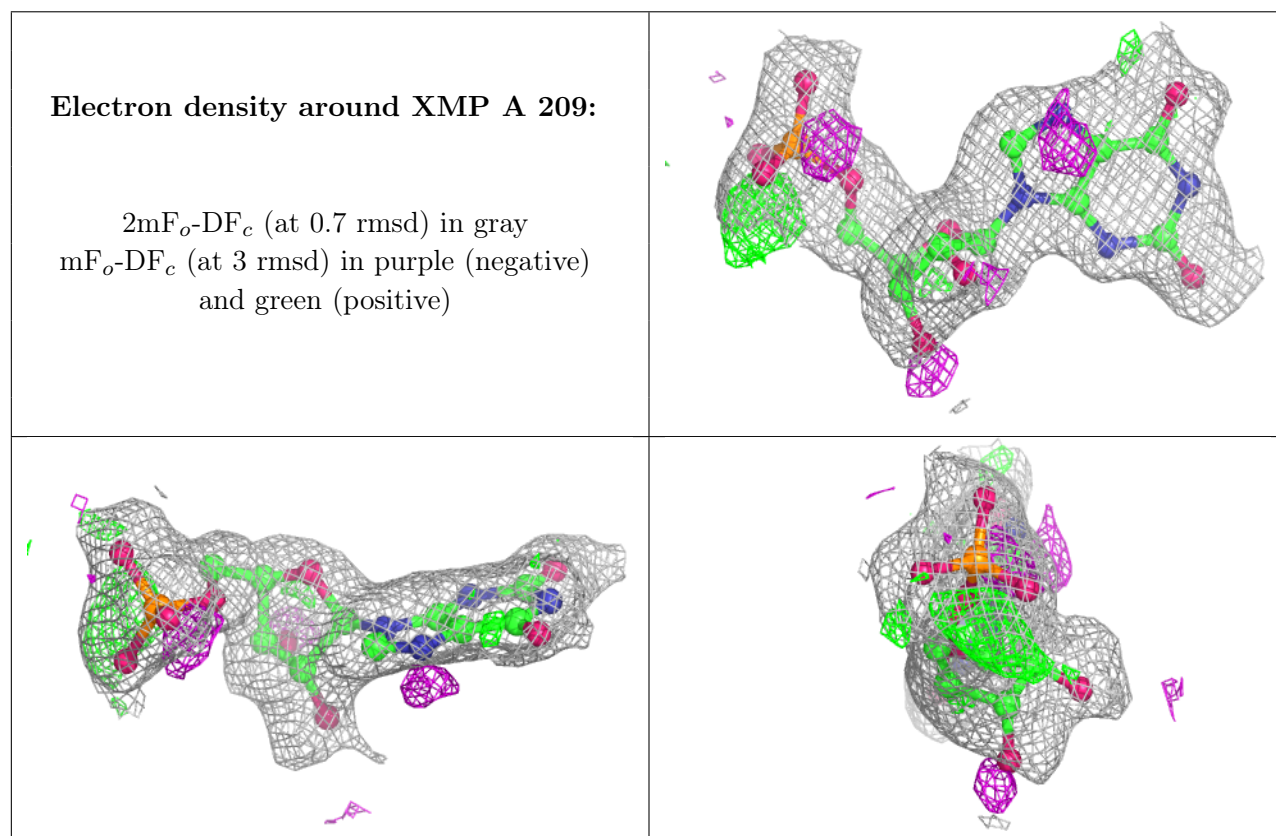 Electron density around XMP A 209:
2mFo-DFc (at 0.7 rmsd) in gray
mFo-DFc (at 3 rmsd) in purple (negative)
and green (positive)